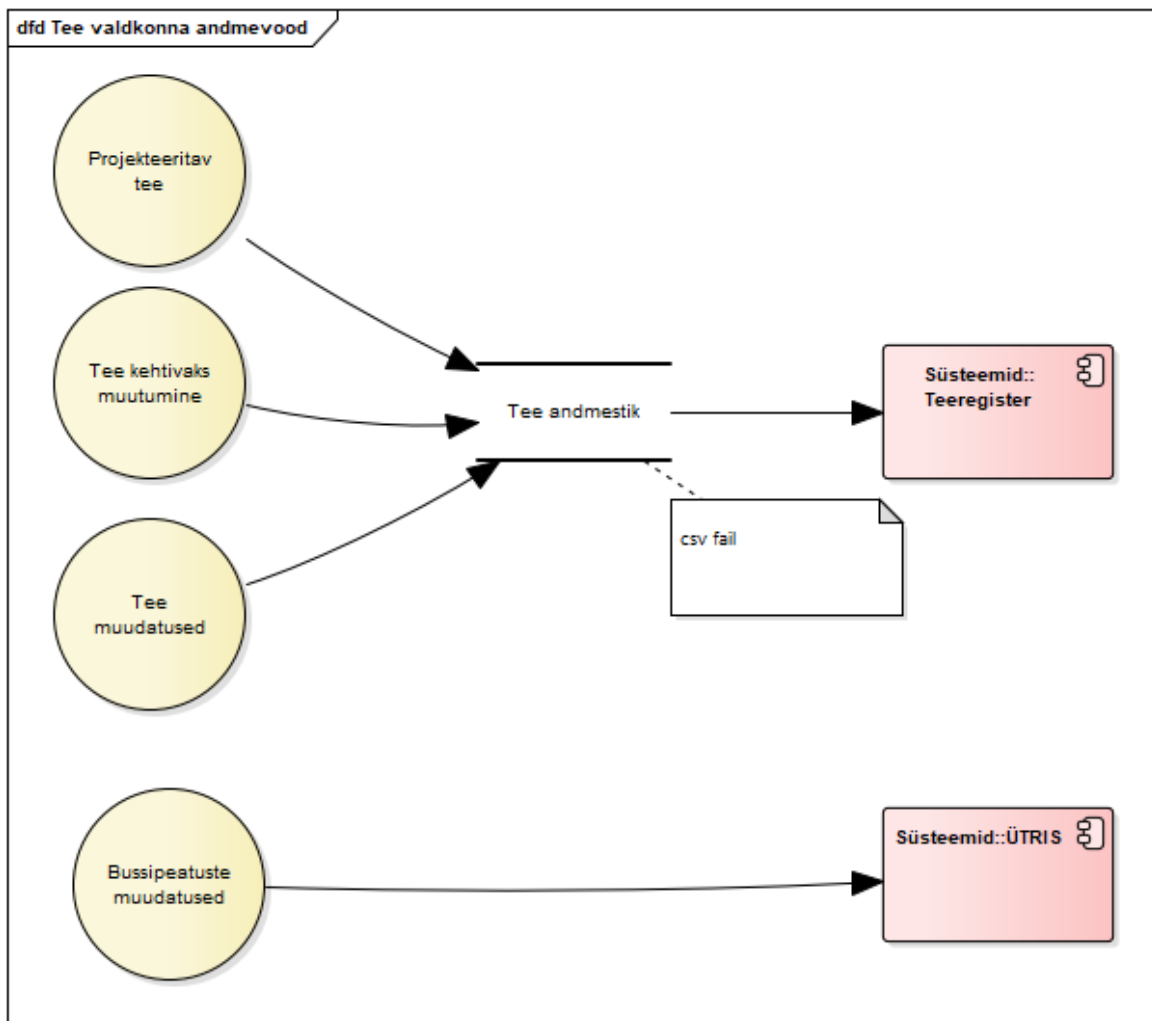 dfd Tee valdkonna andmevood
Projekteeritav
tee
Tee kehtivaks
muutumine
Tee andmestik
Süsteemid::
Teeregister
csv fail
Tee
muudatused
Bussipeatuste
muudatused
Süsteemid::ÜTRIS